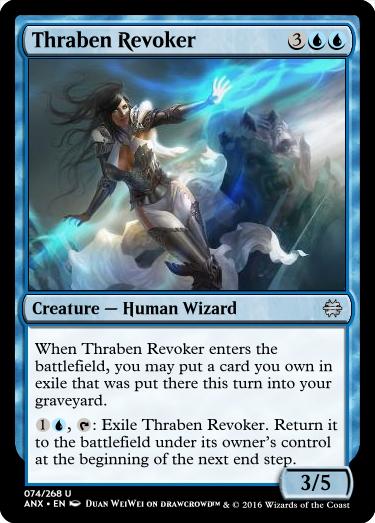 Thraben Revoker 3
Creature — Human Wizard
When Thraben Revoker enters the
battlefield, you may put a card you own in
exile that was put there this turn into your
graveyard.
1, : Exile Thraben Revoker. Return it
to the battlefield under its owner's control
at the beginning of the next end step.
3/5
074/268 U
ANX • EN DUAN WEIWEI ON DRAWCROWD™ & © 2016 Wizards of the Coast